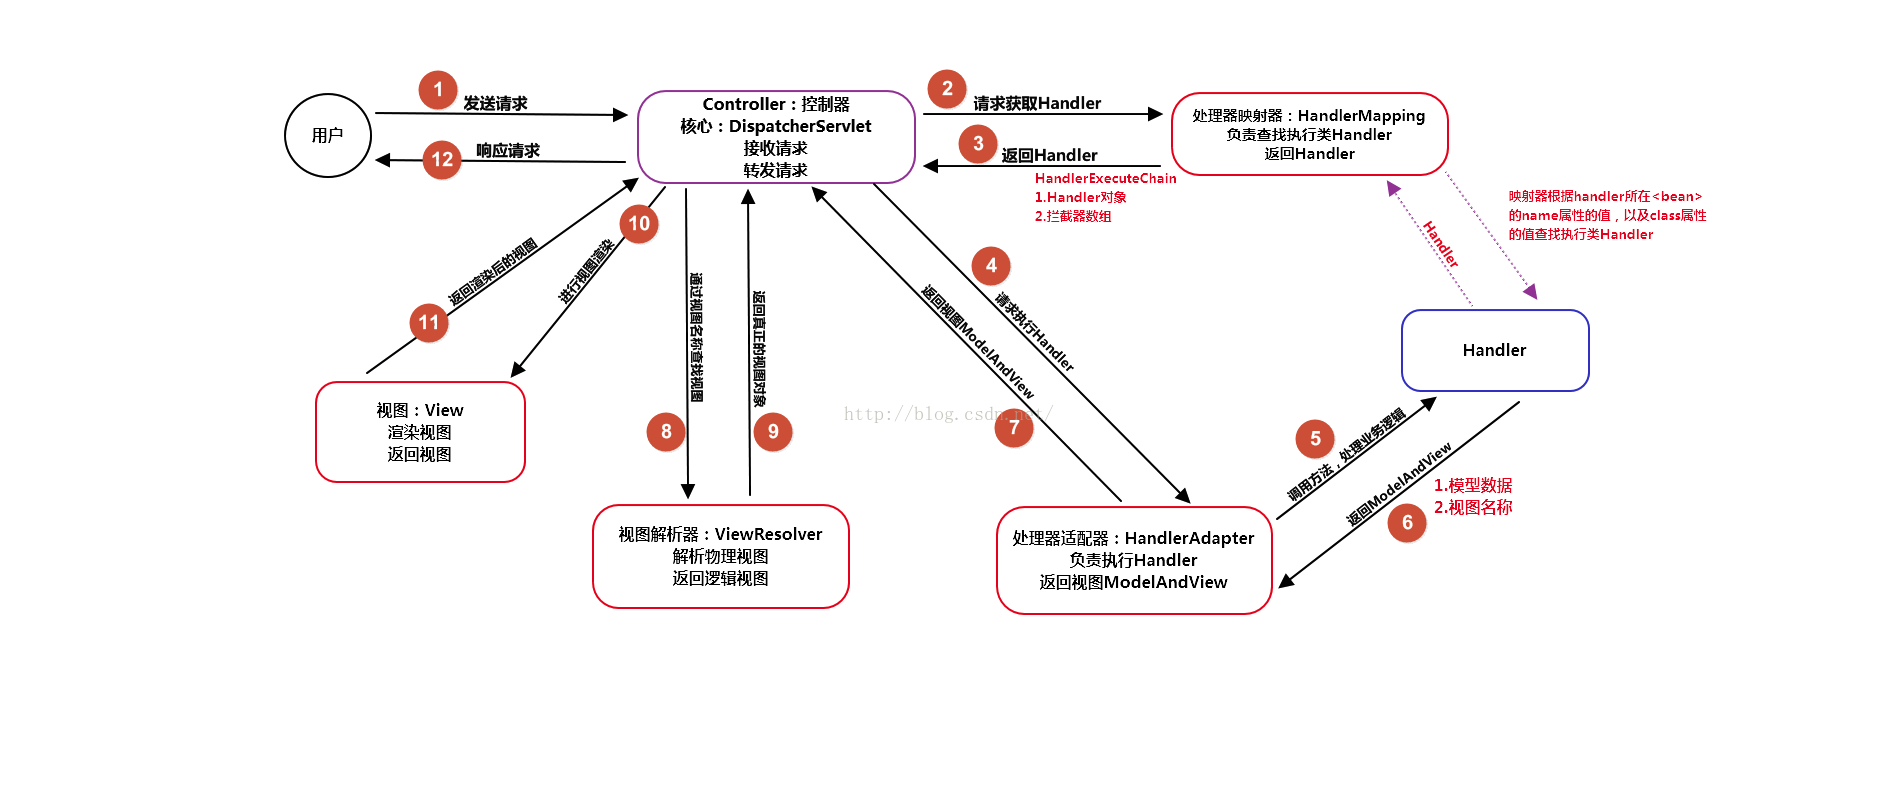 1
发送请求
用户
12
响应请求
Controller：控制器
核心：DispatcherServlet
接收请求
转发请求
2
请求获取Handler
3
返回Handler
HandlerExecuteChain
1.Handler对象
2.拦截器数组
处理器映射器：HandlerMapping
负责查找执行类Handler
返回Handler
映射器根据handler所在<bean>
的name属性的值，以及class属性
的值查找执行类Handler
Handler
Handler
4
请求执行Handler
5
调用方法，处理业务逻辑
6
返回ModelAndView
1.模型数据
2.视图名称
处理器适配器：HandlerAdapter
负责执行Handler
返回视图ModelAndView
7
返回视图ModelAndView
8
通过视图名称查找视图
9
返回真正的视图对象
视图解析器：ViewResolver
解析物理视图
返回逻辑视图
10
进行视图渲染
11
返回渲染后的视图
视图：View
渲染视图
返回视图
http://blog.csdn.net/